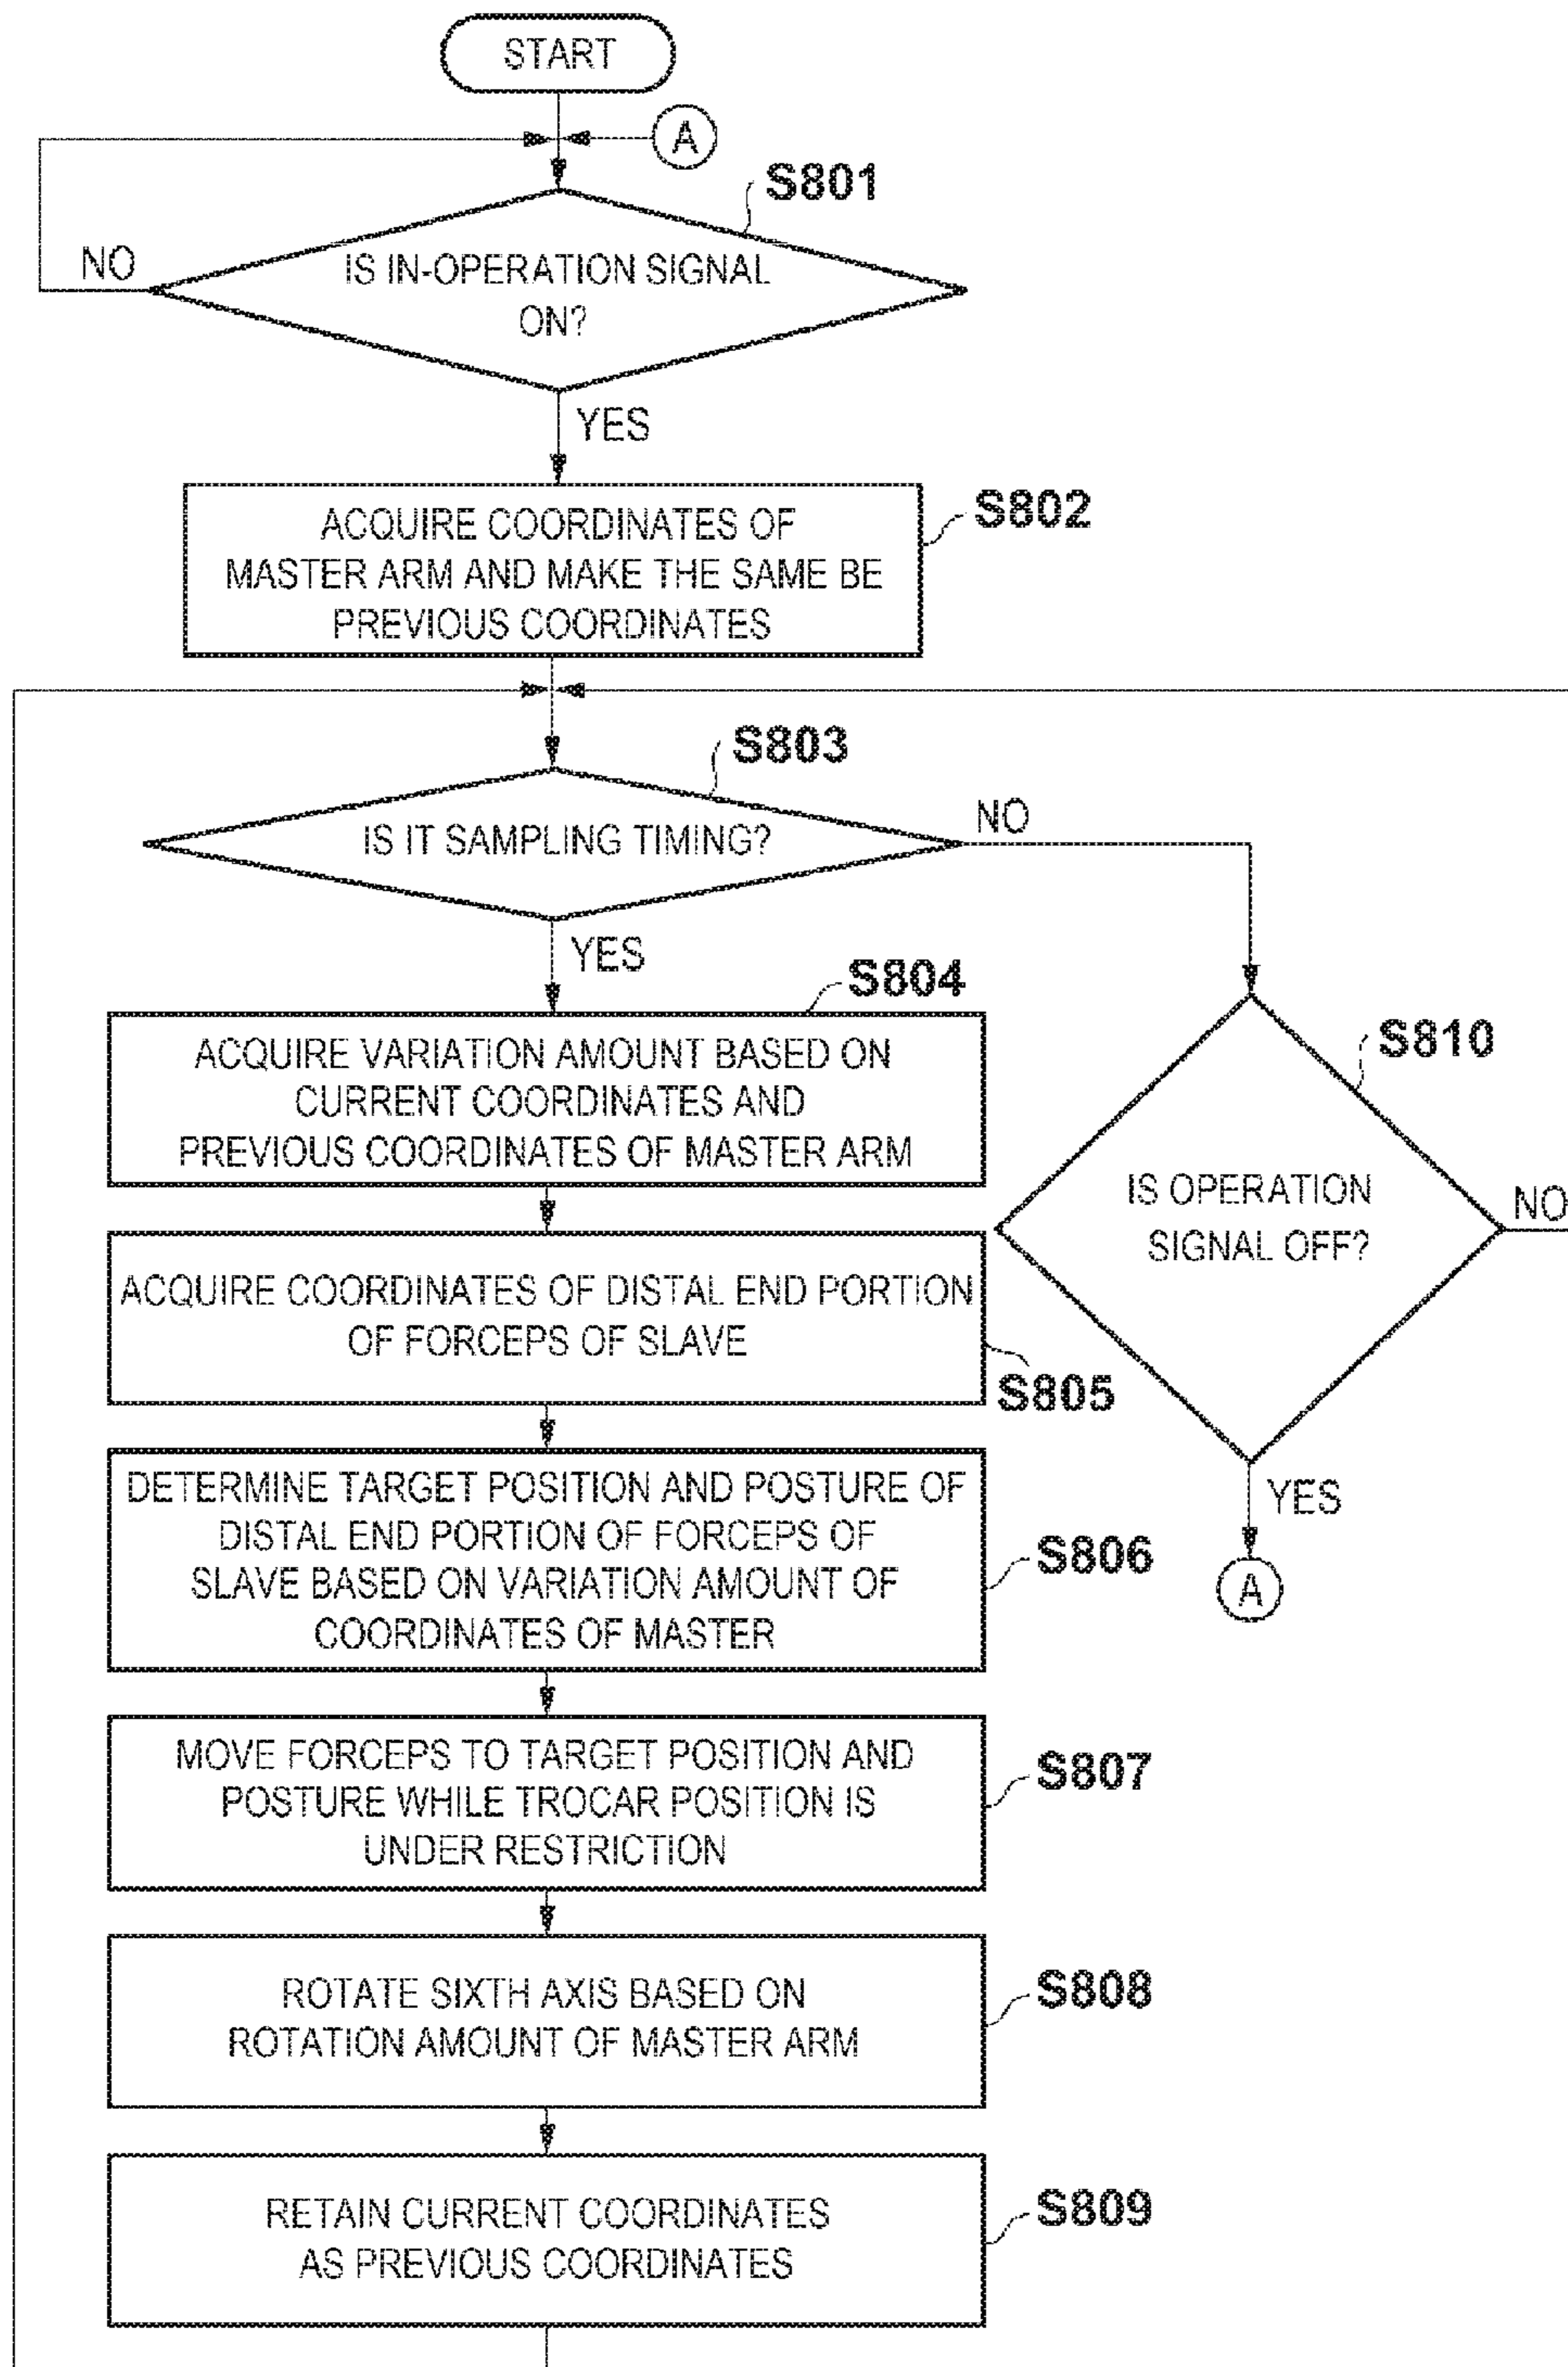 START
A
S801
NO
IS IN-OPERATION SIGNAL
ON?
YES
S802
ACQUIRE COORDINATES OF
MASTER ARM AND MAKE THE SAME BE
PREVIOUS COORDINATES
S803
IS IT SAMPLING TIMING?
NO
YES
S804
ACQUIRE VARIATION AMOUNT BASED ON
CURRENT COORDINATES AND
PREVIOUS COORDINATES OF MASTER ARM
S810
IS OPERATION
SIGNAL OFF?
NO
ACQUIRE COORDINATES OF DISTAL END PORTION
OF FORCEPS OF SLAVE
S805
YES
A
DETERMINE TARGET POSITION AND POSTURE OF
DISTAL END PORTION OF FORCEPS OF
SLAVE BASED ON VARIATION AMOUNT OF
COORDINATES OF MASTER
S806
MOVE FORCEPS TO TARGET POSITION AND
POSTURE WHILE TROCAR POSITION IS
UNDER RESTRICTION
S807
ROTATE SIXTH AXIS BASED ON
ROTATION AMOUNT OF MASTER ARM
S808
RETAIN CURRENT COORDINATES
AS PREVIOUS COORDINATES
S809